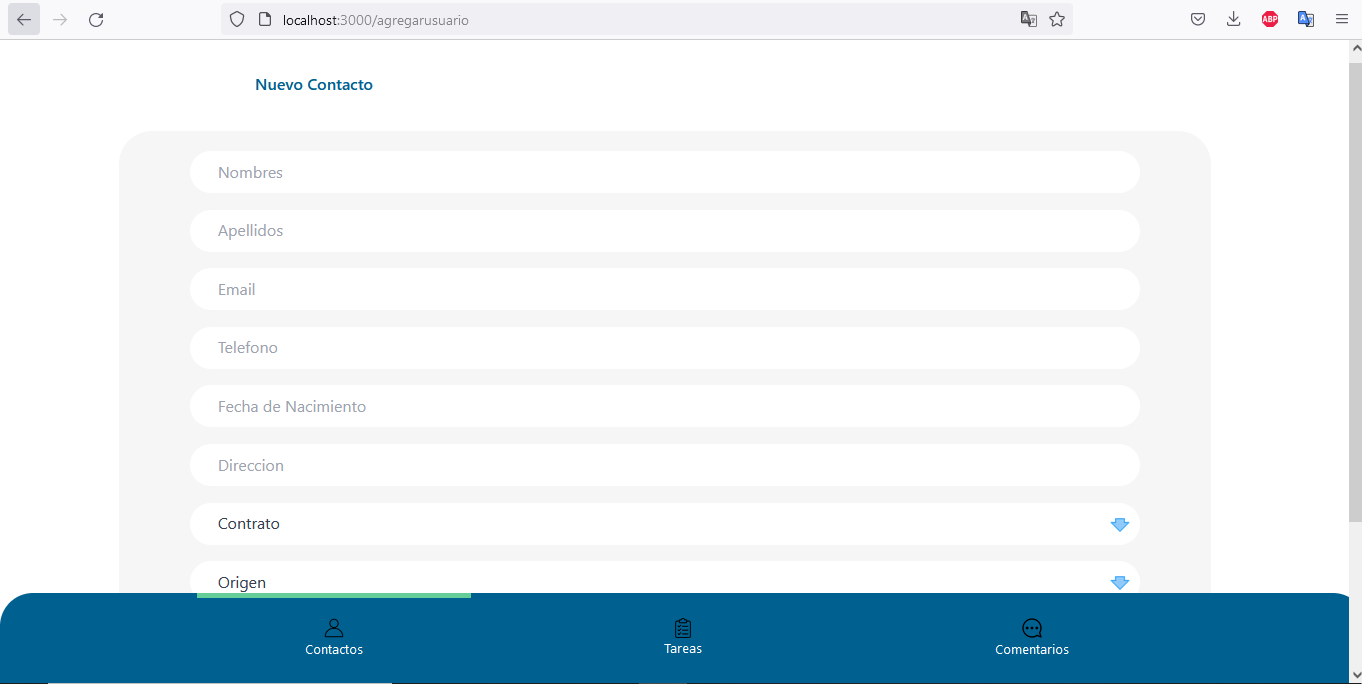 localhost:3000/agregarusuario
ABP
Nuevo Contacto
Nombres
Apellidos
Email
Telefono
Fecha de Nacimiento
Direccion
Contrato
Origen
Contactos
Tareas
Comentarios